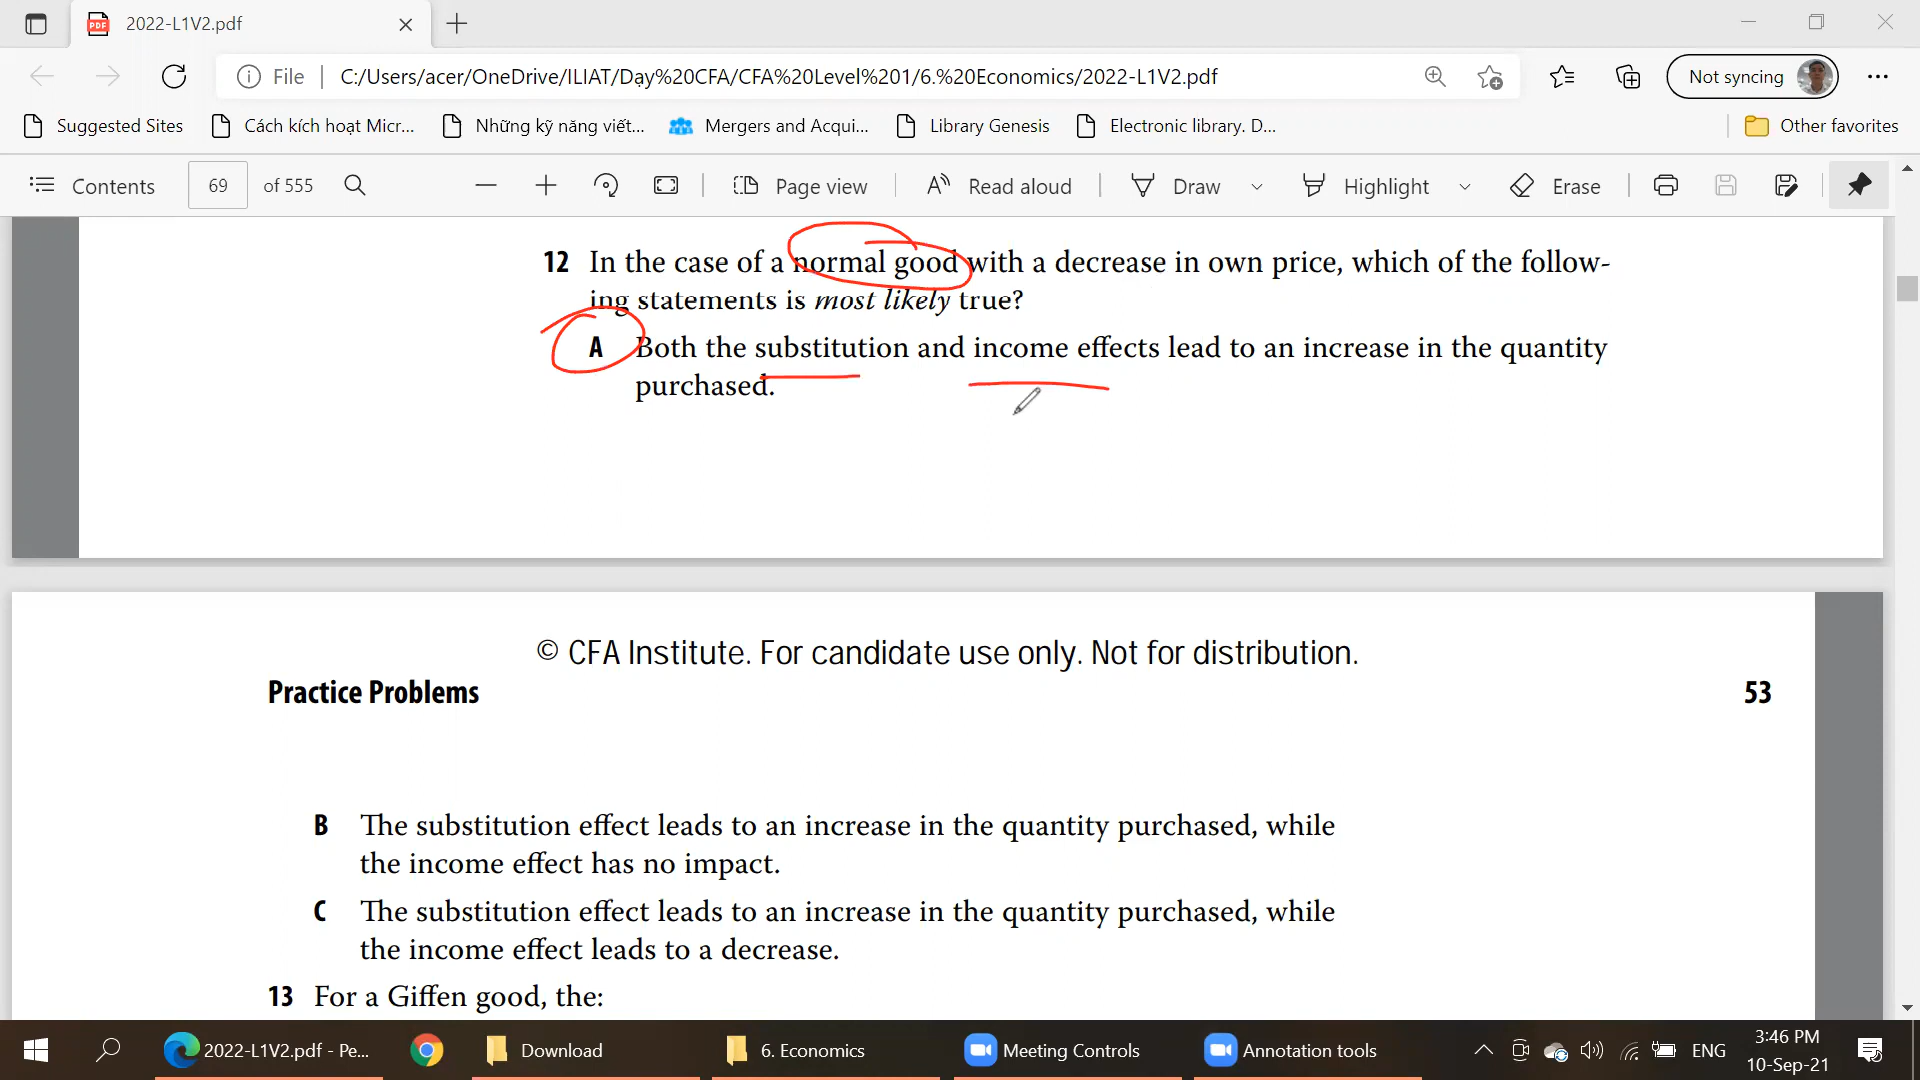 2022-L1V2.pdf
File
C:/Users/acer/OneDrive/ILIAT/Dạy%20CFA/CFA%20Level%201/6.%20Economics/2022-L1V2.pdf
Not syncing
Suggested Sites
Cách kích hoạt Micr...
Những kỹ năng viết...
Mergers and Acqui...
Library Genesis
Electronic library. D...
Other favorites
Contents
69
of 555
Page view
Read aloud
Draw
Highlight
Erase
12 In the case of a normal good with a decrease in own price, which of the follow-
ing statements is most likely true?
A Both the substitution and income effects lead to an increase in the quantity
purchased.
© CFA Institute. For candidate use only. Not for distribution.
Practice Problems
53
B The substitution effect leads to an increase in the quantity purchased, while
the income effect has no impact.
C The substitution effect leads to an increase in the quantity purchased, while
the income effect leads to a decrease.
13 For a Giffen good, the:
2022-L1V2.pdf - Pe...
Download
6. Economics
Meeting Controls
Annotation tools
ENG
3:46 PM
10-Sep-21